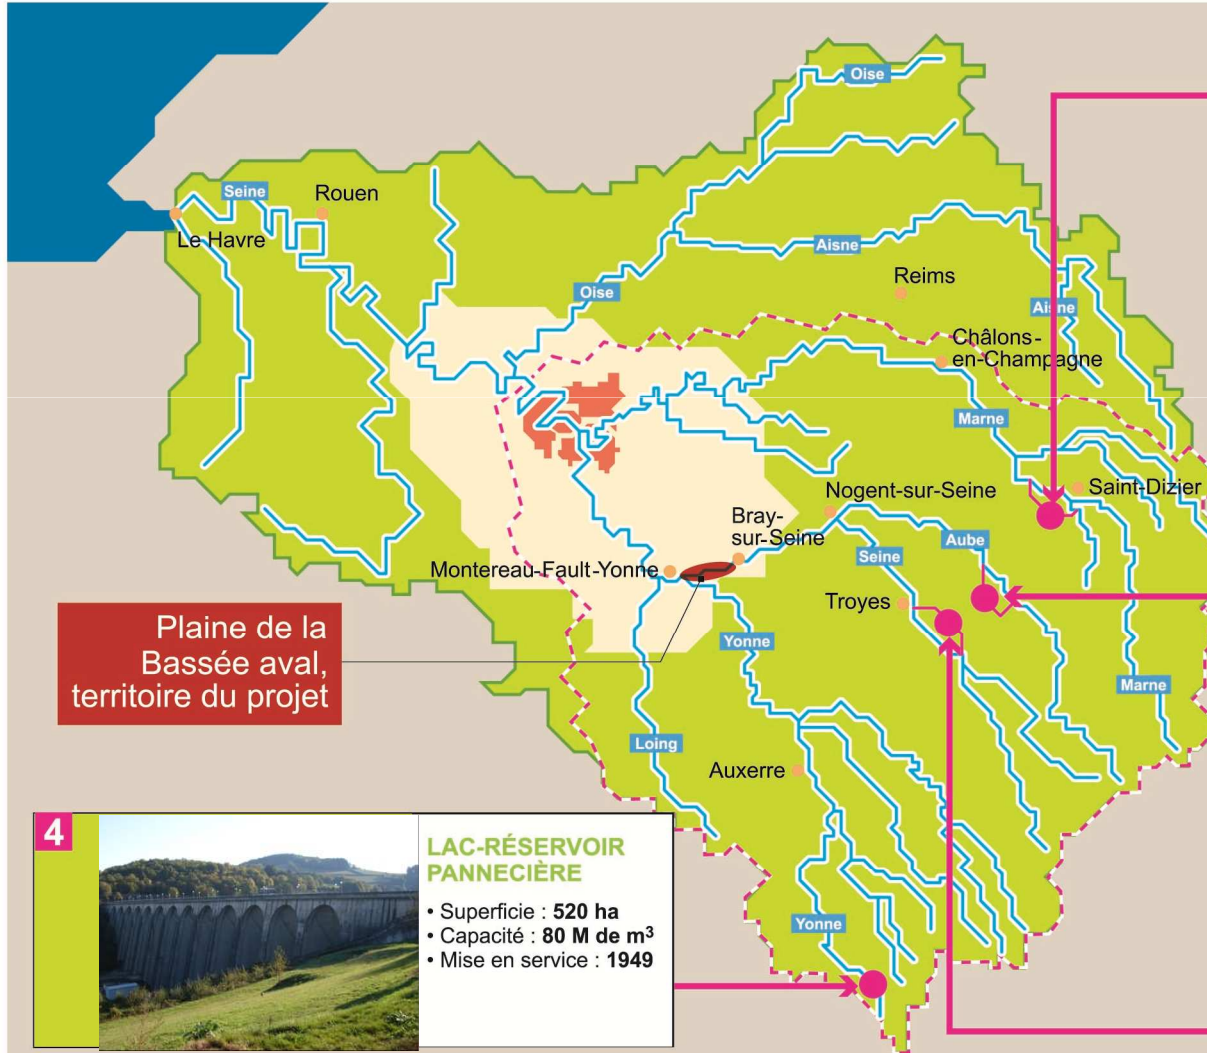 Oise
Seine
Rouen
Le Havre
Aisne
Reims
Oise
Aisne
Châlons-
en-Champagne
Marne
Saint-Dizier
Nogent-sur-Seine
Bray-
sur-Seine
Aube
Seine
Montereau-Fault-Yonne
Troyes
Plaine de la
Bassée aval,
territoire du projet
Yonne
Marne
Loing
Auxerre
4
LAC-RÉSERVOIR
PANNECIÈRE
• Superficie : 520 ha
• Capacité : 80 M de m³
• Mise en service : 1949
Yonne